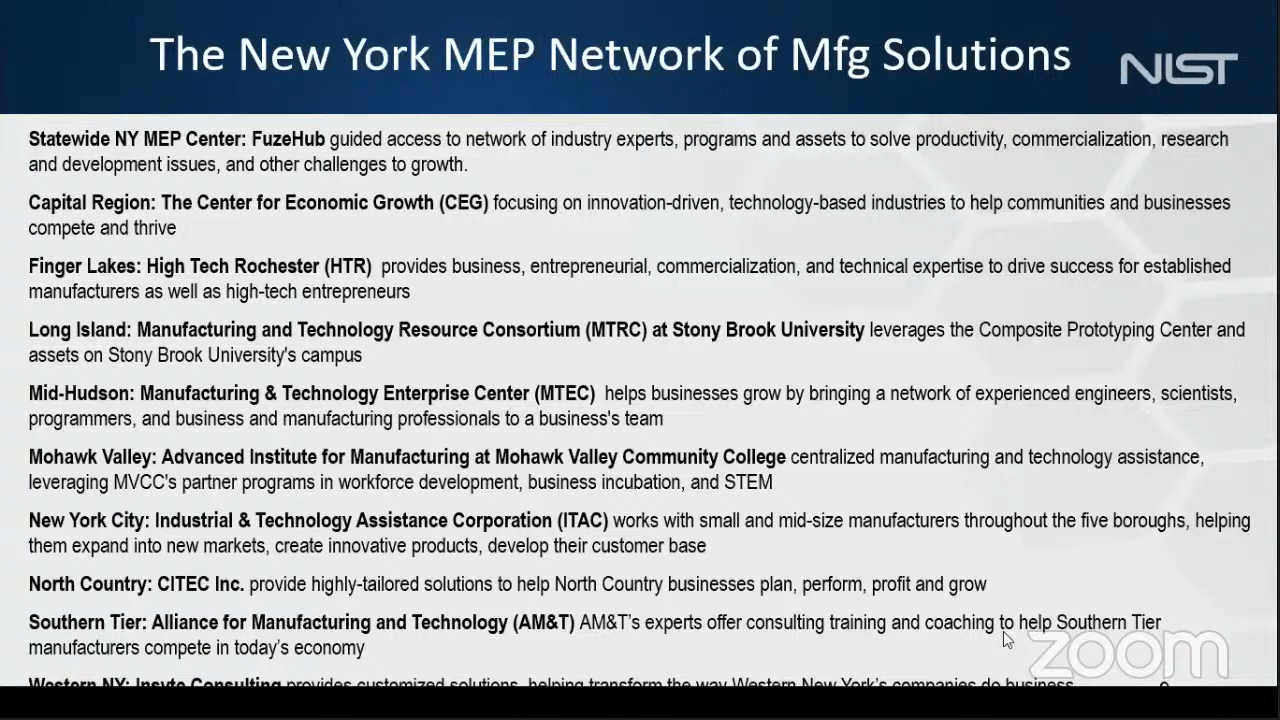 The New York MEP Network of Mfg Solutions
NIST
Statewide NY MEP Center: FuzeHub guided access to network of industry experts, programs and assets to solve productivity, commercialization, research
and development issues, and other challenges to growth.
Capital Region: The Center for Economic Growth (CEG) focusing on innovation-driven, technology-based industries to help communities and businesses
compete and thrive
Finger Lakes: High Tech Rochester (HTR) provides business, entrepreneurial, commercialization, and technical expertise to drive success for established
manufacturers as well as high-tech entrepreneurs
Long Island: Manufacturing and Technology Resource Consortium (MTRC) at Stony Brook University leverages the Composite Prototyping Center and
assets on Stony Brook University's campus
Mid-Hudson: Manufacturing & Technology Enterprise Center (MTEC) helps businesses grow by bringing a network of experienced engineers, scientists,
programmers, and business and manufacturing professionals to a business's team
Mohawk Valley: Advanced Institute for Manufacturing at Mohawk Valley Community College centralized manufacturing and technology assistance,
leveraging MVCC's partner programs in workforce development, business incubation, and STEM
New York City: Industrial & Technology Assistance Corporation (ITAC) works with small and mid-size manufacturers throughout the five boroughs, helping
them expand into new markets, create innovative products, develop their customer base
North Country: CITEC Inc. provide highly-tailored solutions to help North Country businesses plan, perform, profit and grow
Southern Tier: Alliance for Manufacturing and Technology (AM&T) AM&T’s experts offer consulting training and coaching to help Southern Tier
manufacturers compete in today’s economy
zoom
Western NY: Insyte Consulting provides customized solutions, helping transform the way Western New York’s companies do business